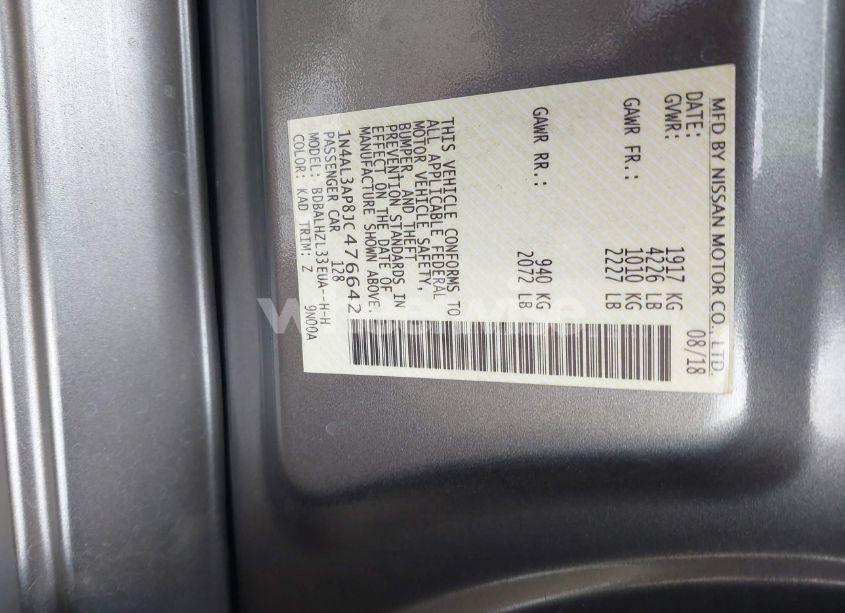 MFD BY NISSAN MOTOR CO., LTD.
DATE: 08/18
GVWR: 1917 KG
4226 LB
GAWR FR.: 1010 KG
2227 LB
GAWR RR.: 940 KG
2072 LB
THIS VEHICLE CONFORMS TO
ALL APPLICABLE FEDERAL
MOTOR VEHICLE SAFETY,
BUMPER AND THEFT
PREVENTION STANDARDS IN
EFFECT ON THE DATE OF
MANUFACTURE SHOWN ABOVE.
1N4AL3AP8JC476642
PASSENGER CAR 128
MODEL: BDBALHZL33EUA--H-H
COLOR: KAD TRIM: Z 9N00A